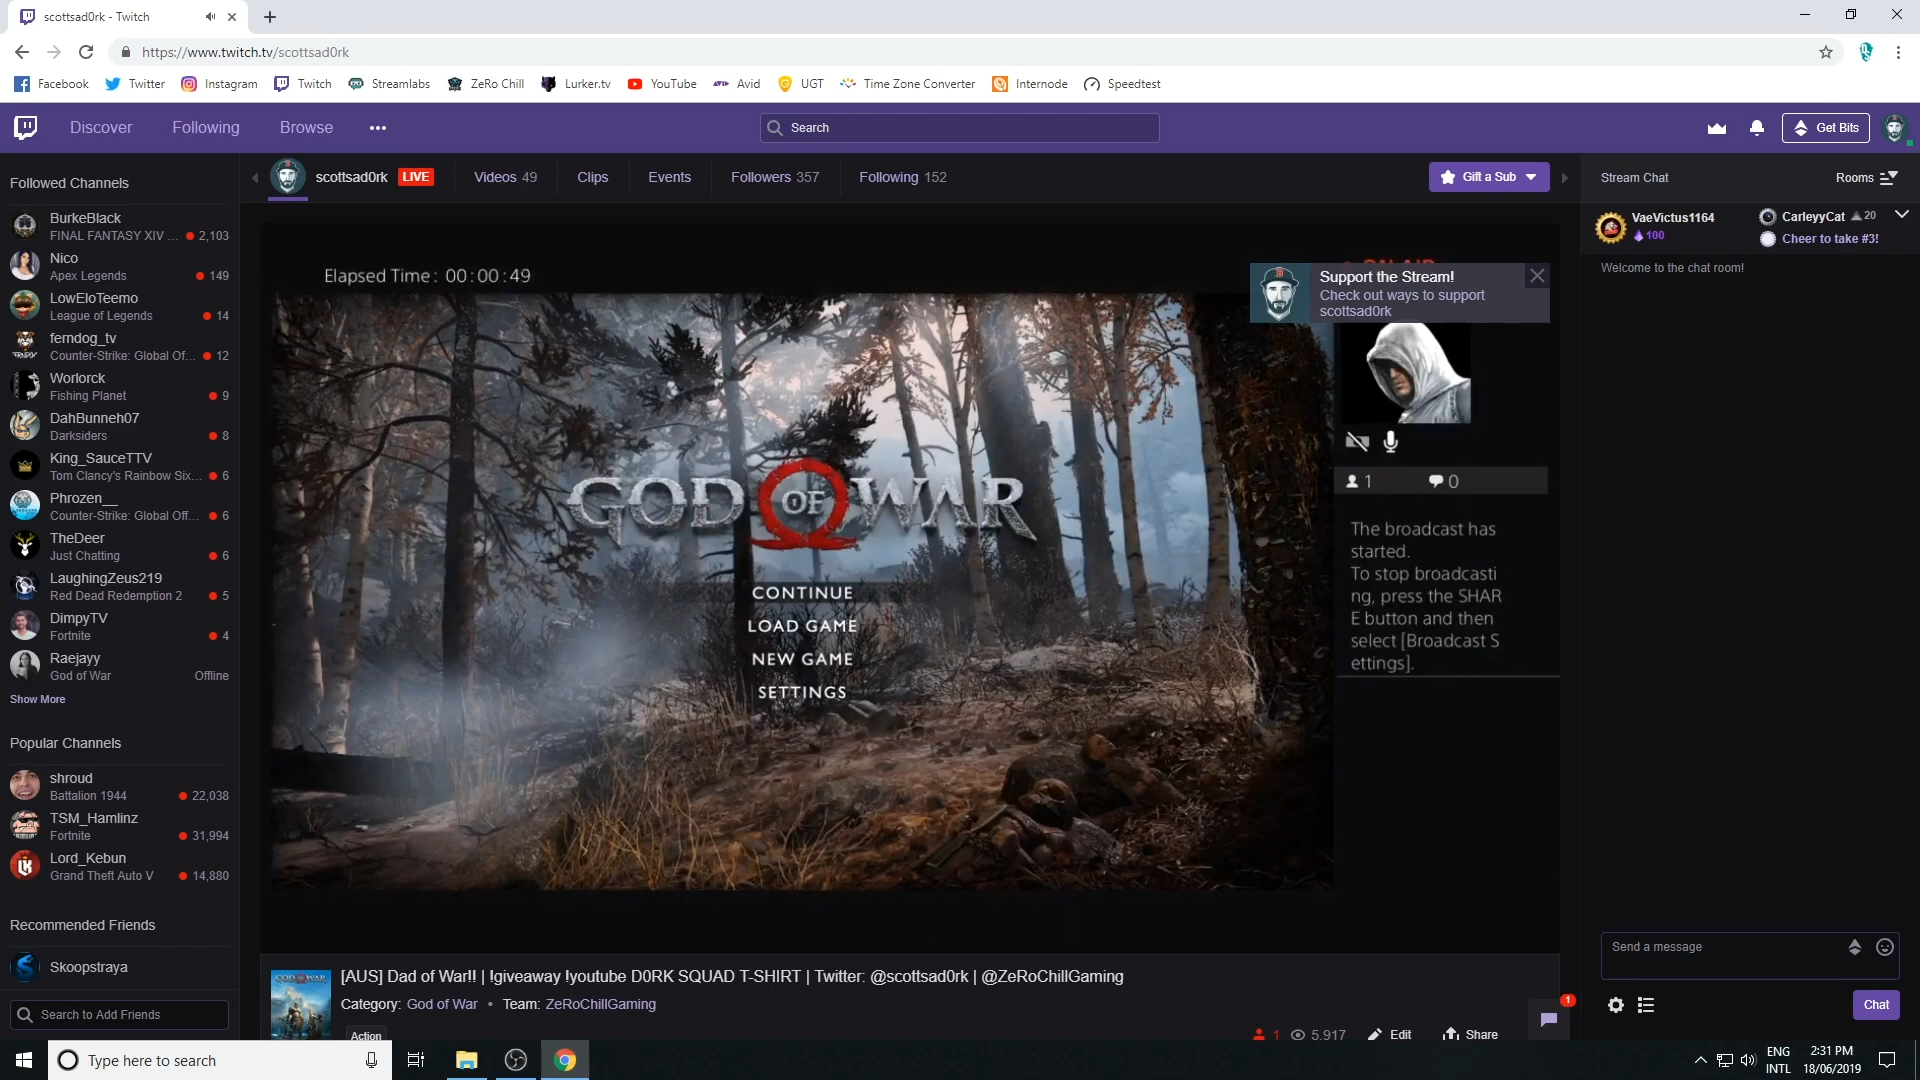 scottsad0rk - Twitch
https://www.twitch.tv/scottsad0rk
Facebook Twitter Instagram Twitch Streamlabs ZeRo Chill Lurker.tv YouTube Avid UGT Time Zone Converter Internode Speedtest
Discover Following Browse ••• Search Get Bits
Followed Channels
BurkeBlack
FINAL FANTASY XIV ... 2,103
Nico
Apex Legends 149
LowEloTeemo
League of Legends 14
ferndog_tv
Counter-Strike: Global Of... 12
Worlorck
Fishing Planet 9
DahBunneh07
Darksiders 8
King_SauceTTV
Tom Clancy's Rainbow Six... 6
Phrozen__
Counter-Strike: Global Off... 6
TheDeer
Just Chatting 6
LaughingZeus219
Red Dead Redemption 2 5
DimpyTV
Fortnite 4
Raejayy
God of War Offline
Show More
Popular Channels
shroud
Battalion 1944 22,038
TSM_Hamlinz
Fortnite 31,994
Lord_Kebun
Grand Theft Auto V 14,880
Recommended Friends
Skoopstraya
Search to Add Friends
scottsad0rk LIVE Videos 49 Clips Events Followers 357 Following 152 Gift a Sub
Elapsed Time: 00:00:49
ON AIR
Support the Stream!
Check out ways to support
scottsad0rk
GOD OF WAR
CONTINUE
LOAD GAME
NEW GAME
SETTINGS
1 0
The broadcast has
started.
To stop broadcasti
ng, press the SHAR
E button and then
select [Broadcast S
ettings].
GOD OF WAR
[AUS] Dad of War!! | !giveaway !youtube D0RK SQUAD T-SHIRT | Twitter: @scottsad0rk | @ZeRoChillGaming
Category: God of War • Team: ZeRoChillGaming
Action
1 5,917 Edit Share
1
Stream Chat Rooms
VaeVictus1164
100
CarleyyCat 20
Cheer to take #3!
Welcome to the chat room!
Send a message
Chat
Type here to search
ENG
INTL
2:31 PM
18/06/2019